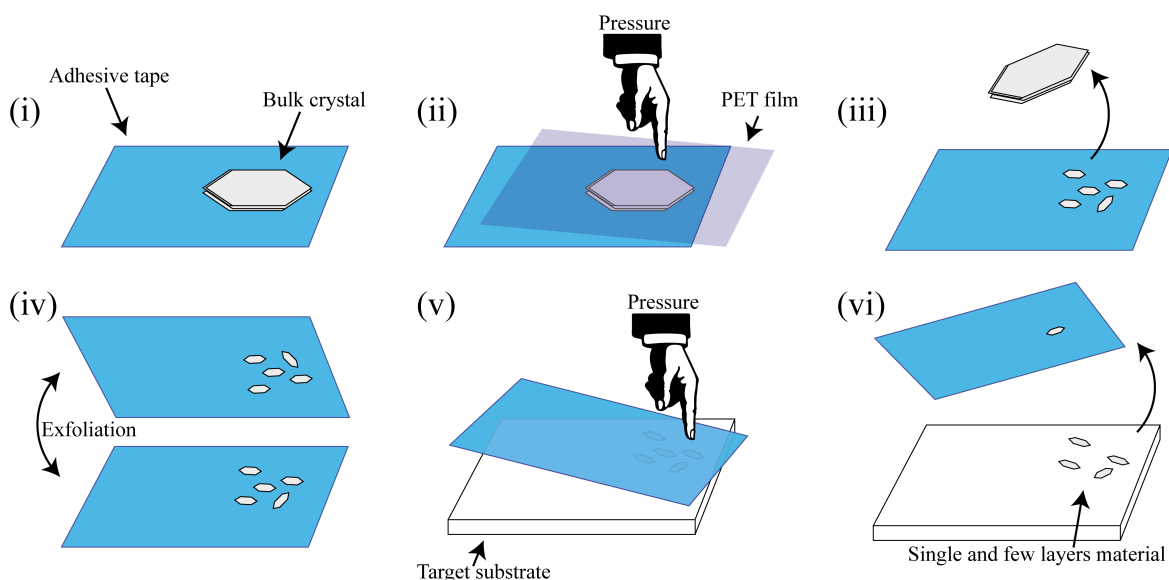 (i)
Adhesive tape
Bulk crystal
(ii)
Pressure
PET film
(iii)
(iv)
Exfoliation
(v)
Pressure
Target substrate
(vi)
Single and few layers material